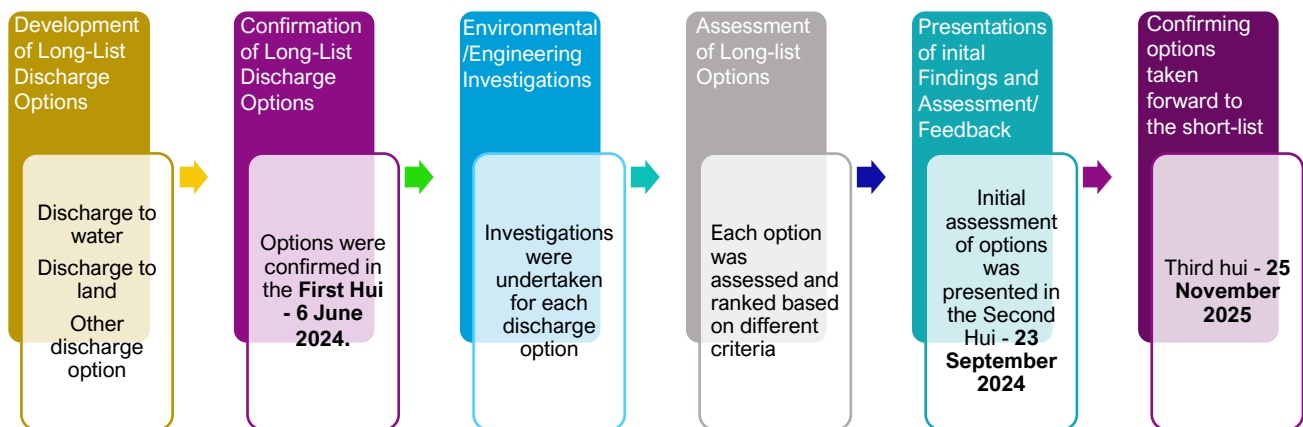 Development
of Long-List
Discharge
Options
Discharge to
water
Discharge to
land
Other
discharge
option
Confirmation
of Long-List
Discharge
Options
Options were
confirmed in
the First Hui
- 6 June
2024.
Environmental
/Engineering
Investigations
Investigations
were
undertaken
for each
discharge
option
Assessment
of Long-list
Options
Each option
was
assessed and
ranked based
on different
criteria
Presentations
of inital
Findings and
Assessment/
Feedback
Initial
assessment
of options
was
presented in
the Second
Hui - 23
September
2024
Confirming
options
taken
forward to
the short-list
Third hui - 25
November
2025